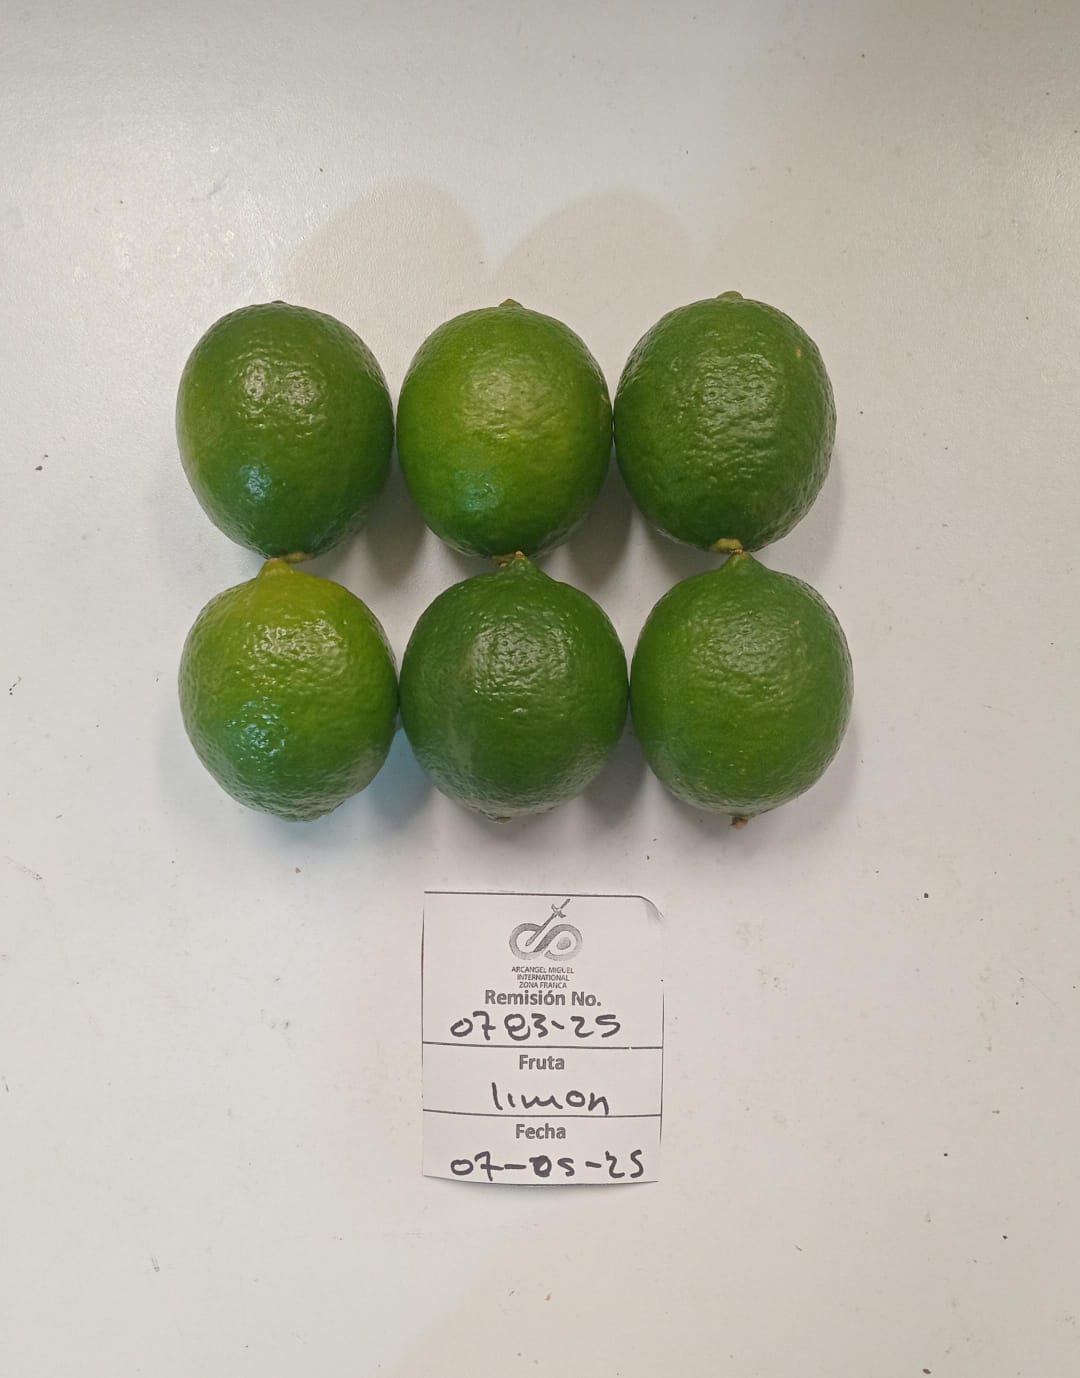 ARCANGEL MIGUEL
INTERNATIONAL
ZONA FRANCA
Remisión No.
0783-25
Fruta
limon
Fecha
07-05-25